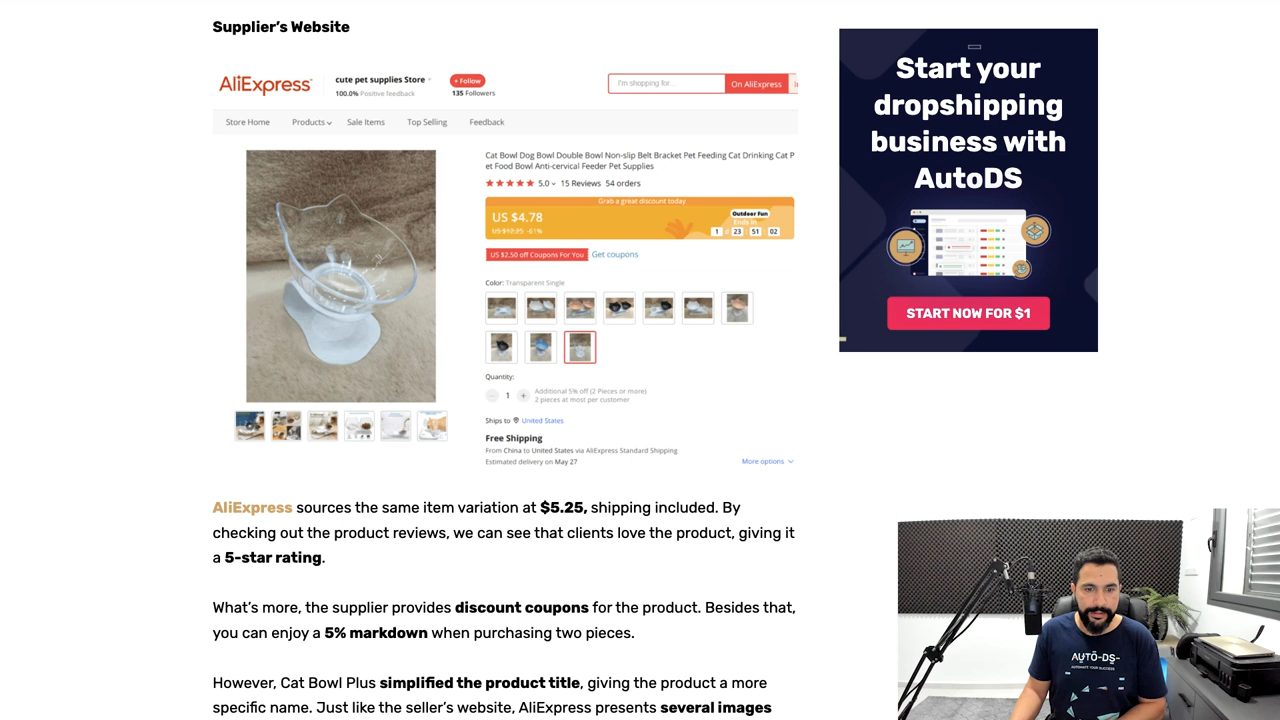 Supplier's Website
AliExpress
cute pet supplies Store
+ Follow
100.0% Positive feedback
135 Followers
I'm shopping for...
On AliExpress
Store Home
Products
Sale Items
Top Selling
Feedback
Cat Bowl Dog Bowl Double Bowl Non-slip Belt Bracket Pet Feeding Cat Drinking Cat P
et Food Bowl Anti-cervical Feeder Pet Supplies
5.0
15 Reviews
54 orders
Grab a great discount today
US $4.78
US $12.25 -61%
Outdoor Fun
Ends in
1 : 23 : 51 : 02
US $2.50 off Coupons For You
Get coupons
Color: Transparent Single
Quantity:
1
Additional 5% off (2 Pieces or more)
2 pieces at most per customer
Ships to United States
Free Shipping
From China to United States via AliExpress Standard Shipping
Estimated delivery on May 27
More options
Start your
dropshipping
business with
AutoDS
START NOW FOR $1
AliExpress sources the same item variation at $5.25, shipping included. By
checking out the product reviews, we can see that clients love the product, giving it
a 5-star rating.
What's more, the supplier provides discount coupons for the product. Besides that,
you can enjoy a 5% markdown when purchasing two pieces.
However, Cat Bowl Plus simplified the product title, giving the product a more
specific name. Just like the seller's website, AliExpress presents several images
AUTO-DS
AUTOMATE YOUR SUCCESS